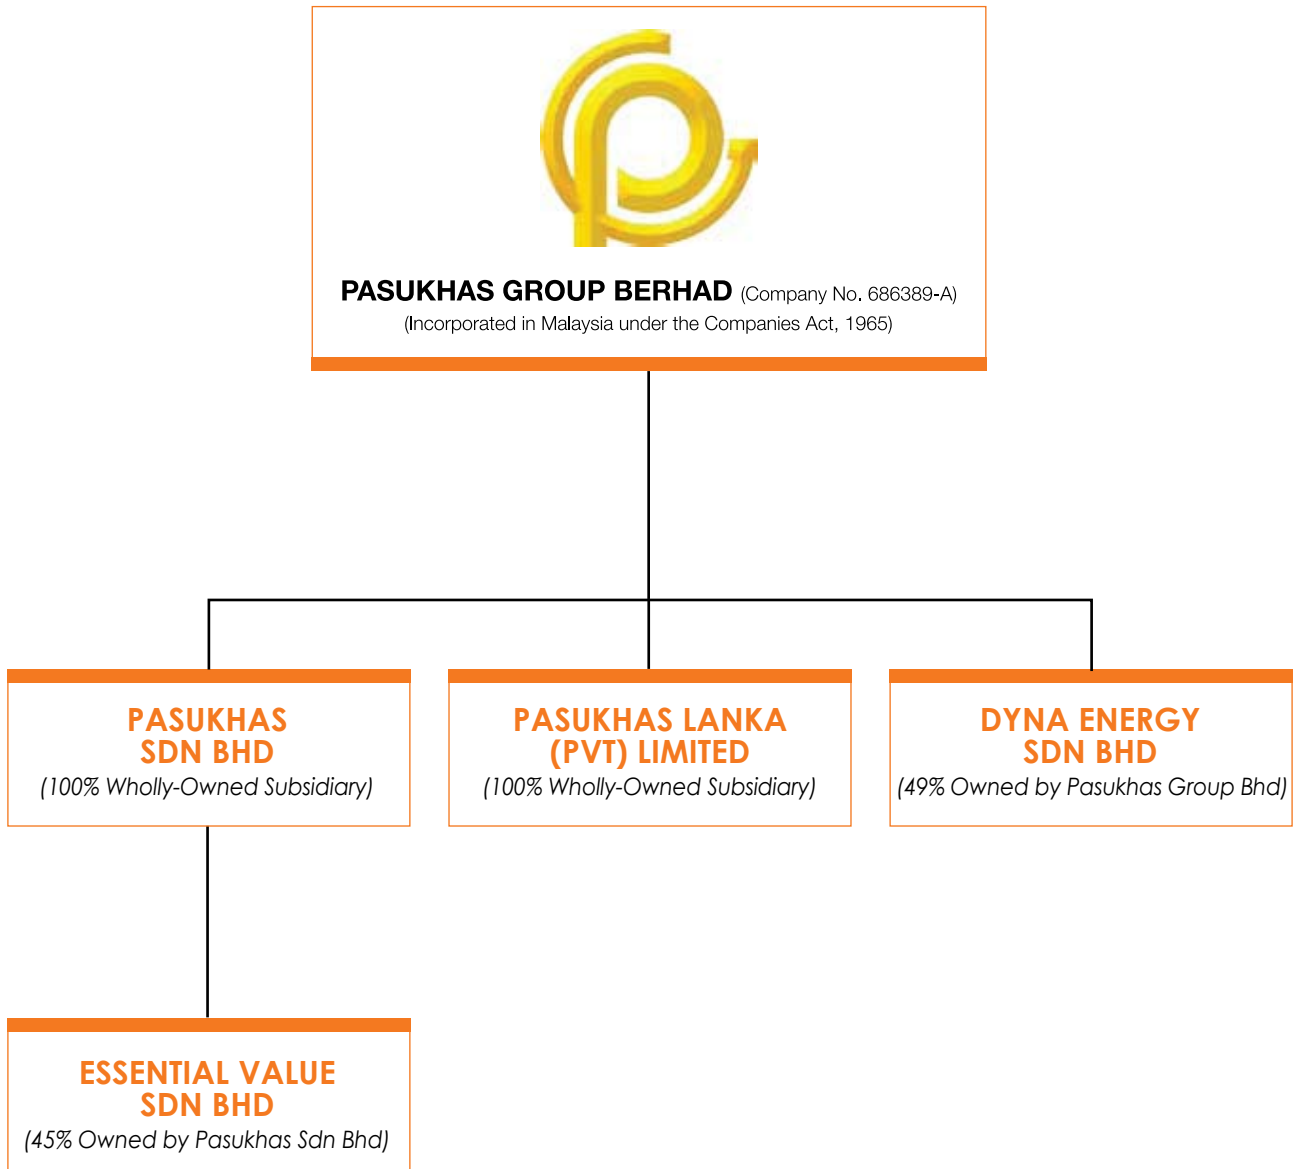 PASUKHAS GROUP BERHAD (Company No. 686389-A)
(Incorporated in Malaysia under the Companies Act, 1965)
PASUKHAS
SDN BHD
(100% Wholly-Owned Subsidiary)
PASUKHAS LANKA
(PVT) LIMITED
(100% Wholly-Owned Subsidiary)
DYNA ENERGY
SDN BHD
(49% Owned by Pasukhas Group Bhd)
ESSENTIAL VALUE
SDN BHD
(45% Owned by Pasukhas Sdn Bhd)